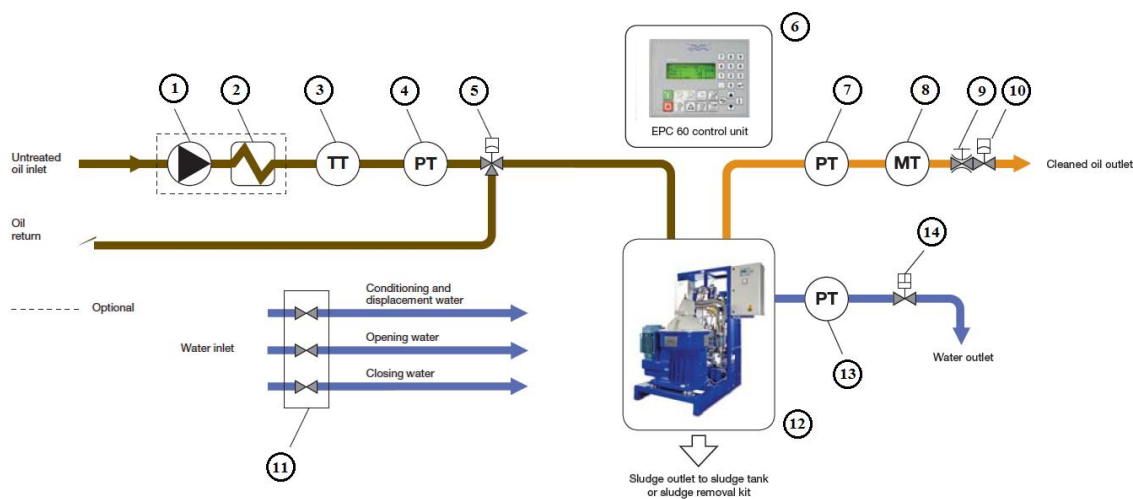 6
1
2
3
4
5
7
8
9
10
EPC 60 control unit
Untreated
oil inlet
TT
PT
PT
MT
Cleaned oil outlet
Oil
return
14
Conditioning and
displacement water
Optional
PT
Opening water
Water inlet
Water outlet
Closing water
13
12
11
Sludge outlet to sludge tank
or sludge removal kit